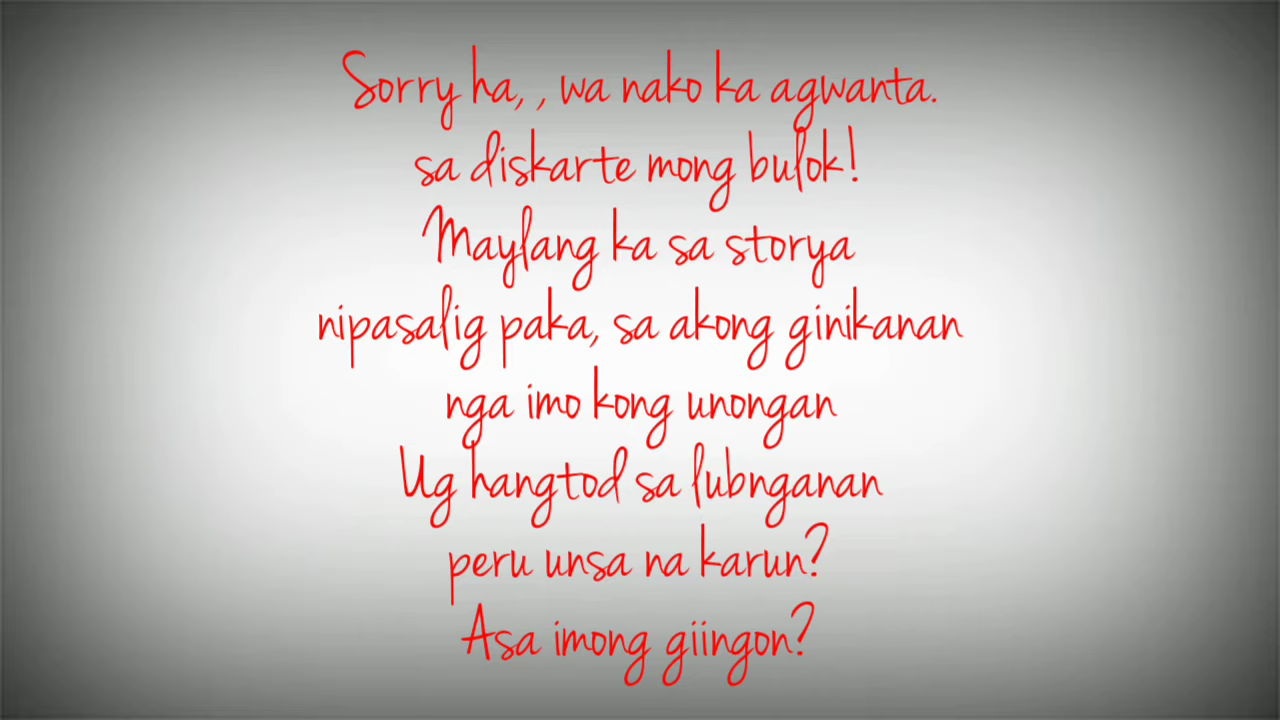 Sorry ha, , wa nako ka agwanta.
sa diskarte mong bulok!
Maylang ka sa storya
nipasalig paka, sa akong ginikanan
nga imo kong unongan
Ug hangtod sa lubnganan
peru unsa na karun?
Asa imong giingon?